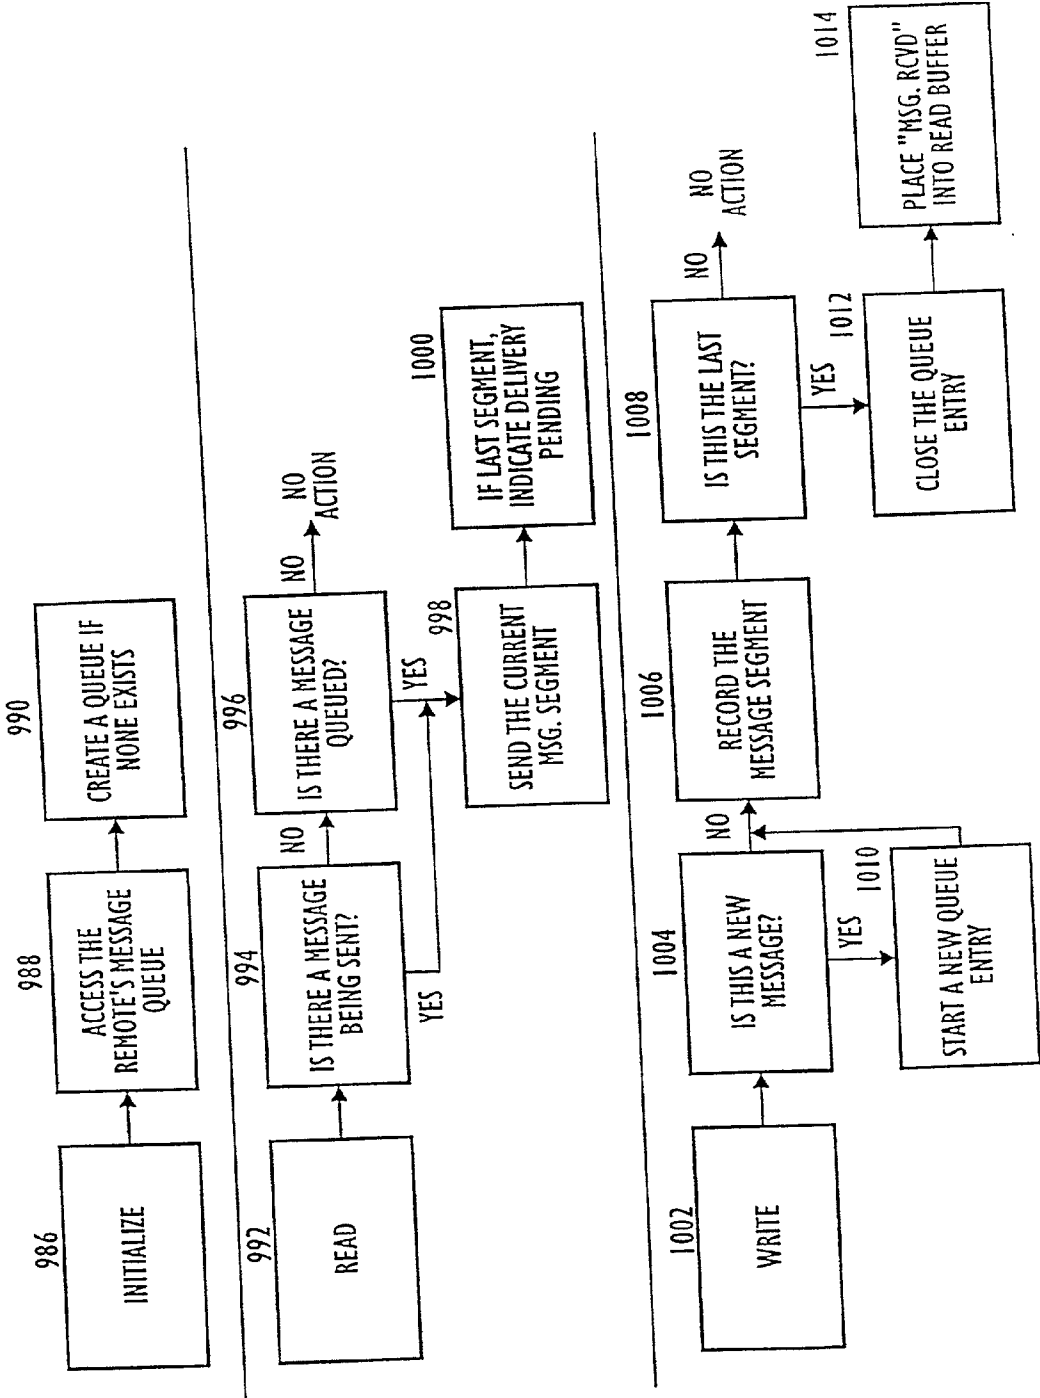 986
INITIALIZE
988
ACCESS THE
REMOTE'S MESSAGE
QUEUE
990
CREATE A QUEUE IF
NONE EXISTS
992
READ
994
IS THERE A MESSAGE
BEING SENT?
NO
YES
996
IS THERE A MESSAGE
QUEUED?
NO
NO
ACTION
YES
998
SEND THE CURRENT
MSG. SEGMENT
1000
IF LAST SEGMENT,
INDICATE DELIVERY
PENDING
1002
WRITE
1004
IS THIS A NEW
MESSAGE?
NO
YES
1010
START A NEW QUEUE
ENTRY
1006
RECORD THE
MESSAGE SEGMENT
1008
IS THIS THE LAST
SEGMENT?
NO
NO
ACTION
YES
1012
CLOSE THE QUEUE
ENTRY
1014
PLACE "MSG. RCVD"
INTO READ BUFFER